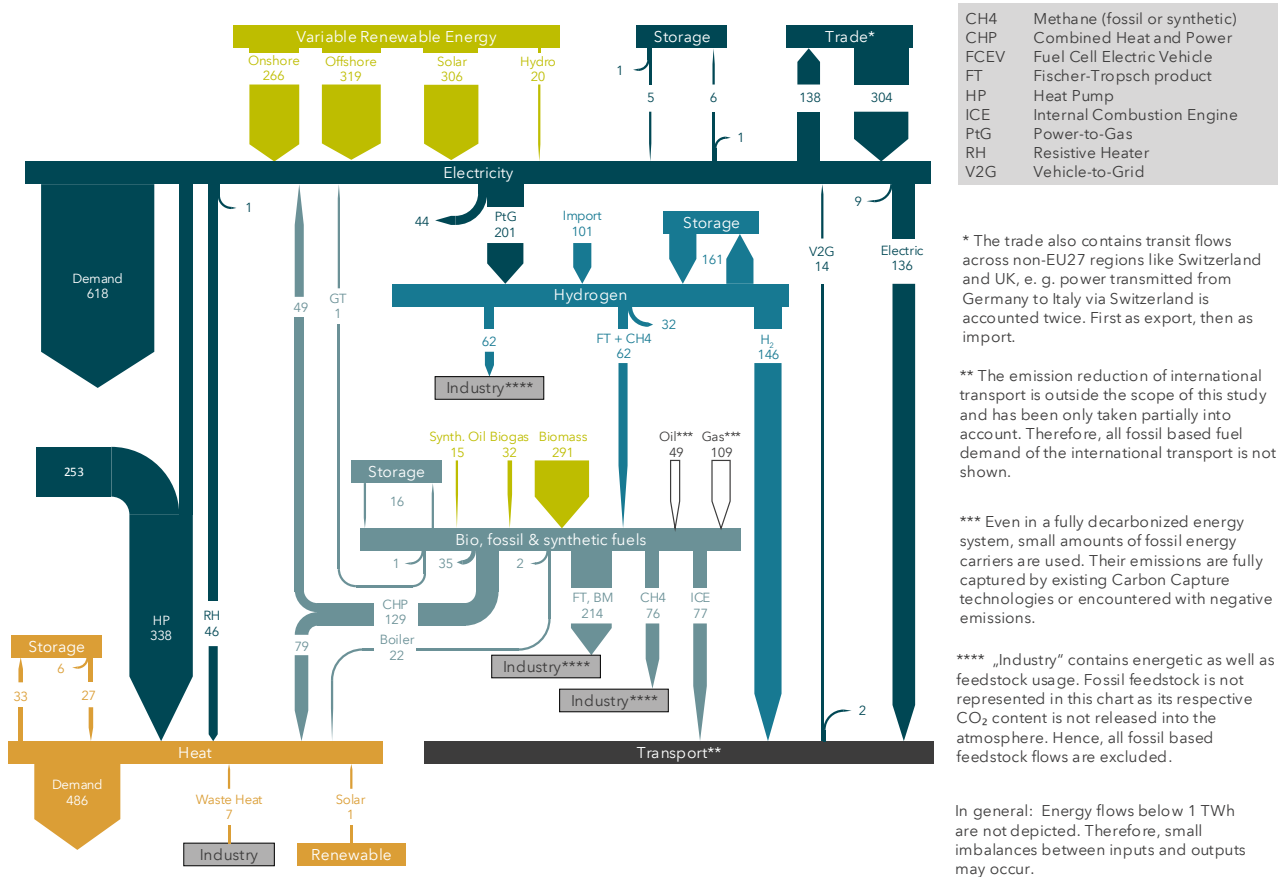 Variable Renewable Energy
Storage
Trade*
Onshore
266
Offshore
319
Solar
306
Hydro
20
1
5
6
1
138
304
CH4 Methane (fossil or synthetic)
CHP Combined Heat and Power
FCEV Fuel Cell Electric Vehicle
FT Fischer-Tropsch product
HP Heat Pump
ICE Internal Combustion Engine
PtG Power-to-Gas
RH Resistive Heater
V2G Vehicle-to-Grid
Electricity
1
44
PtG
201
Import
101
Storage
161
9
V2G
14
Electric
136
Demand
618
Hydrogen
49
GT
1
62
FT + CH4
62
32
H2
146
Industry****
253
Synth. Oil
15
Biogas
32
Biomass
291
Oil***
49
Gas***
109
Storage
16
Bio, fossil & synthetic fuels
1
35
2
HP
338
RH
46
CHP
129
FT, BM
214
CH4
76
ICE
77
79
Boiler
22
Industry****
Industry****
Storage
6
33
27
2
Heat
Transport**
Demand
486
Waste Heat
7
Solar
1
Industry
Renewable
* The trade also contains transit flows
across non-EU27 regions like Switzerland
and UK, e. g. power transmitted from
Germany to Italy via Switzerland is
accounted twice. First as export, then as
import.
** The emission reduction of international
transport is outside the scope of this study
and has been only taken partially into
account. Therefore, all fossil based fuel
demand of the international transport is not
shown.
*** Even in a fully decarbonized energy
system, small amounts of fossil energy
carriers are used. Their emissions are fully
captured by existing Carbon Capture
technologies or encountered with negative
emissions.
**** „Industry“ contains energetic as well as
feedstock usage. Fossil feedstock is not
represented in this chart as its respective
CO₂ content is not released into the
atmosphere. Hence, all fossil based
feedstock flows are excluded.
In general: Energy flows below 1 TWh
are not depicted. Therefore, small
imbalances between inputs and outputs
may occur.